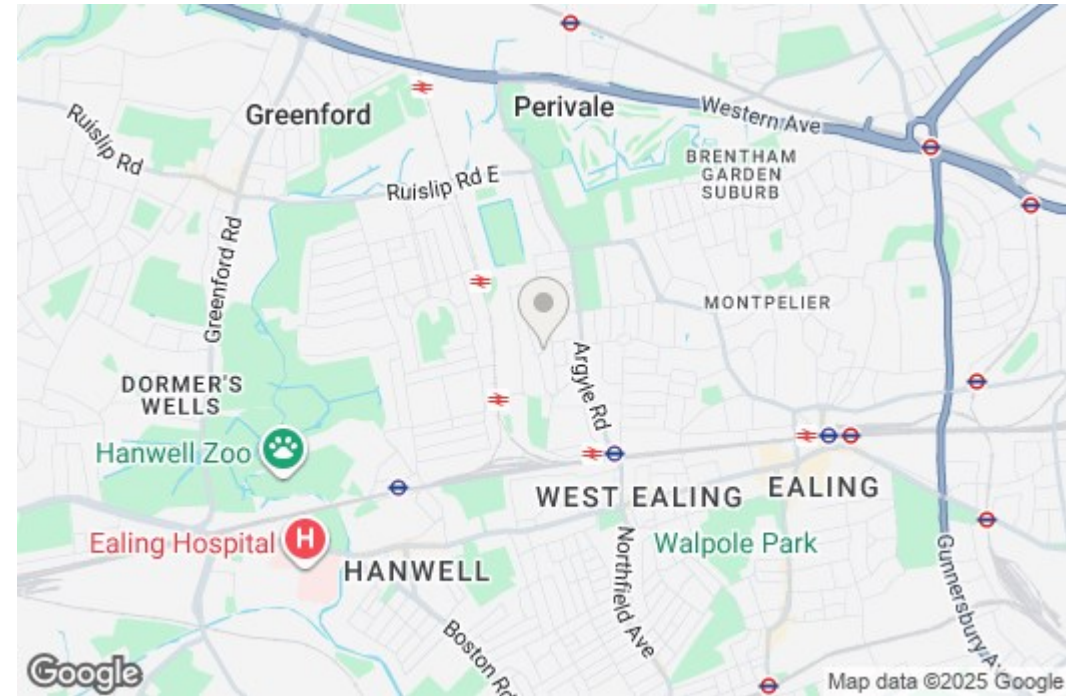 Greenford
Perivale
Western Ave
Ruislip Rd
BRENTHAM
GARDEN
SUBURB
Ruislip Rd E
Greenford Rd
MONTPELIER
Argyle Rd
DORMER'S
WELLS
Hanwell Zoo
WEST EALING
EALING
Ealing Hospital
H
Walpole Park
HANWELL
Northfield Ave
Gunnersbury A
Boston Rd
Google
Map data ©2025 Google